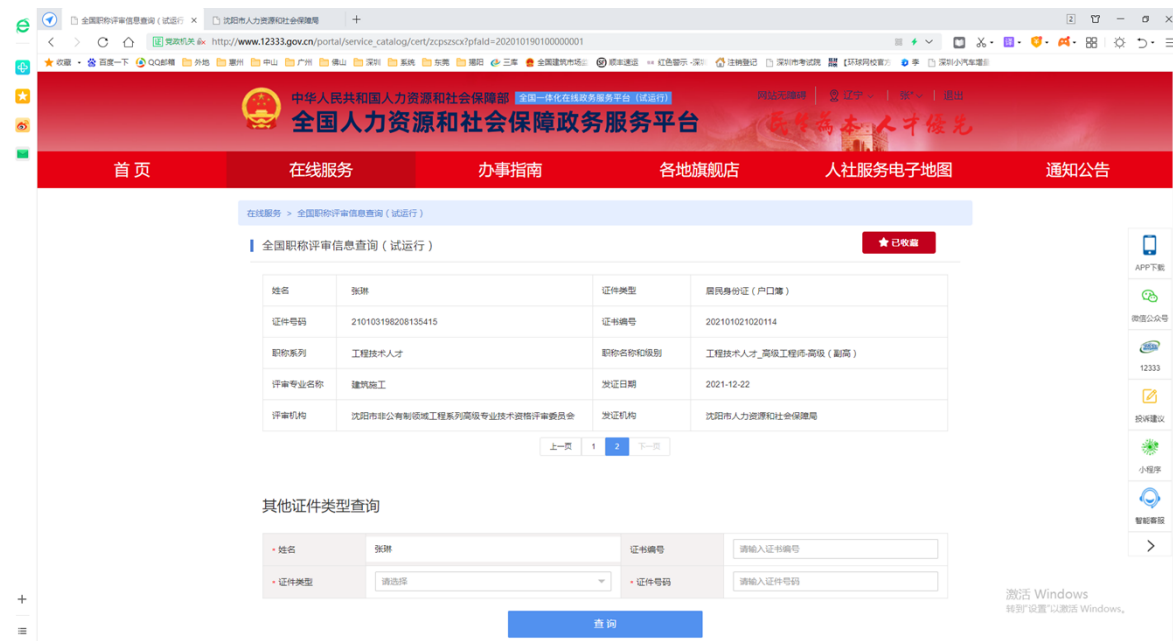 全国职称评审信息查询（试运行
沈阳市人力资源和社会保障局
2
证 党政机关 http://www.12333.gov.cn/portal/service_catalog/cert/zcpszscx?pfaId=202010190100000001
收藏 百度一下 QQ邮箱 外地 惠州 中山 广州 佛山 深圳 系统 东莞 揭阳 三库 全国建筑市场 顺丰速运 红色警示 -深圳 注销登记 深圳市考试院 【环球网校官方 李 深圳小汽车增量
中华人民共和国人力资源和社会保障部 全国一体化在线政务服务平台（试运行）
网站无障碍 辽宁 张* 退出
全国人力资源和社会保障政务服务平台
民生为本 人才优先
首页 在线服务 办事指南 各地旗舰店 人社服务电子地图 通知公告
在线服务 > 全国职称评审信息查询（试运行）
全国职称评审信息查询（试运行）
已收藏
姓名 张琳 证件类型 居民身份证（户口簿）
证件号码 210103198208135415 证书编号 202101021020114
职称系列 工程技术人才 职称名称和级别 工程技术人才_高级工程师-高级（副高）
评审专业名称 建筑施工 发证日期 2021-12-22
评审机构 沈阳市非公有制领域工程系列高级专业技术资格评审委员会 发证机构 沈阳市人力资源和社会保障局
上一页 1 2 下一页
其他证件类型查询
* 姓名 张琳 证书编号 请输入证书编号
* 证件类型 请选择 * 证件号码 请输入证件号码
查询
APP下载
微信公众号
12333
投诉建议
小程序
智能客服
激活 Windows
转到"设置"以激活 Windows。